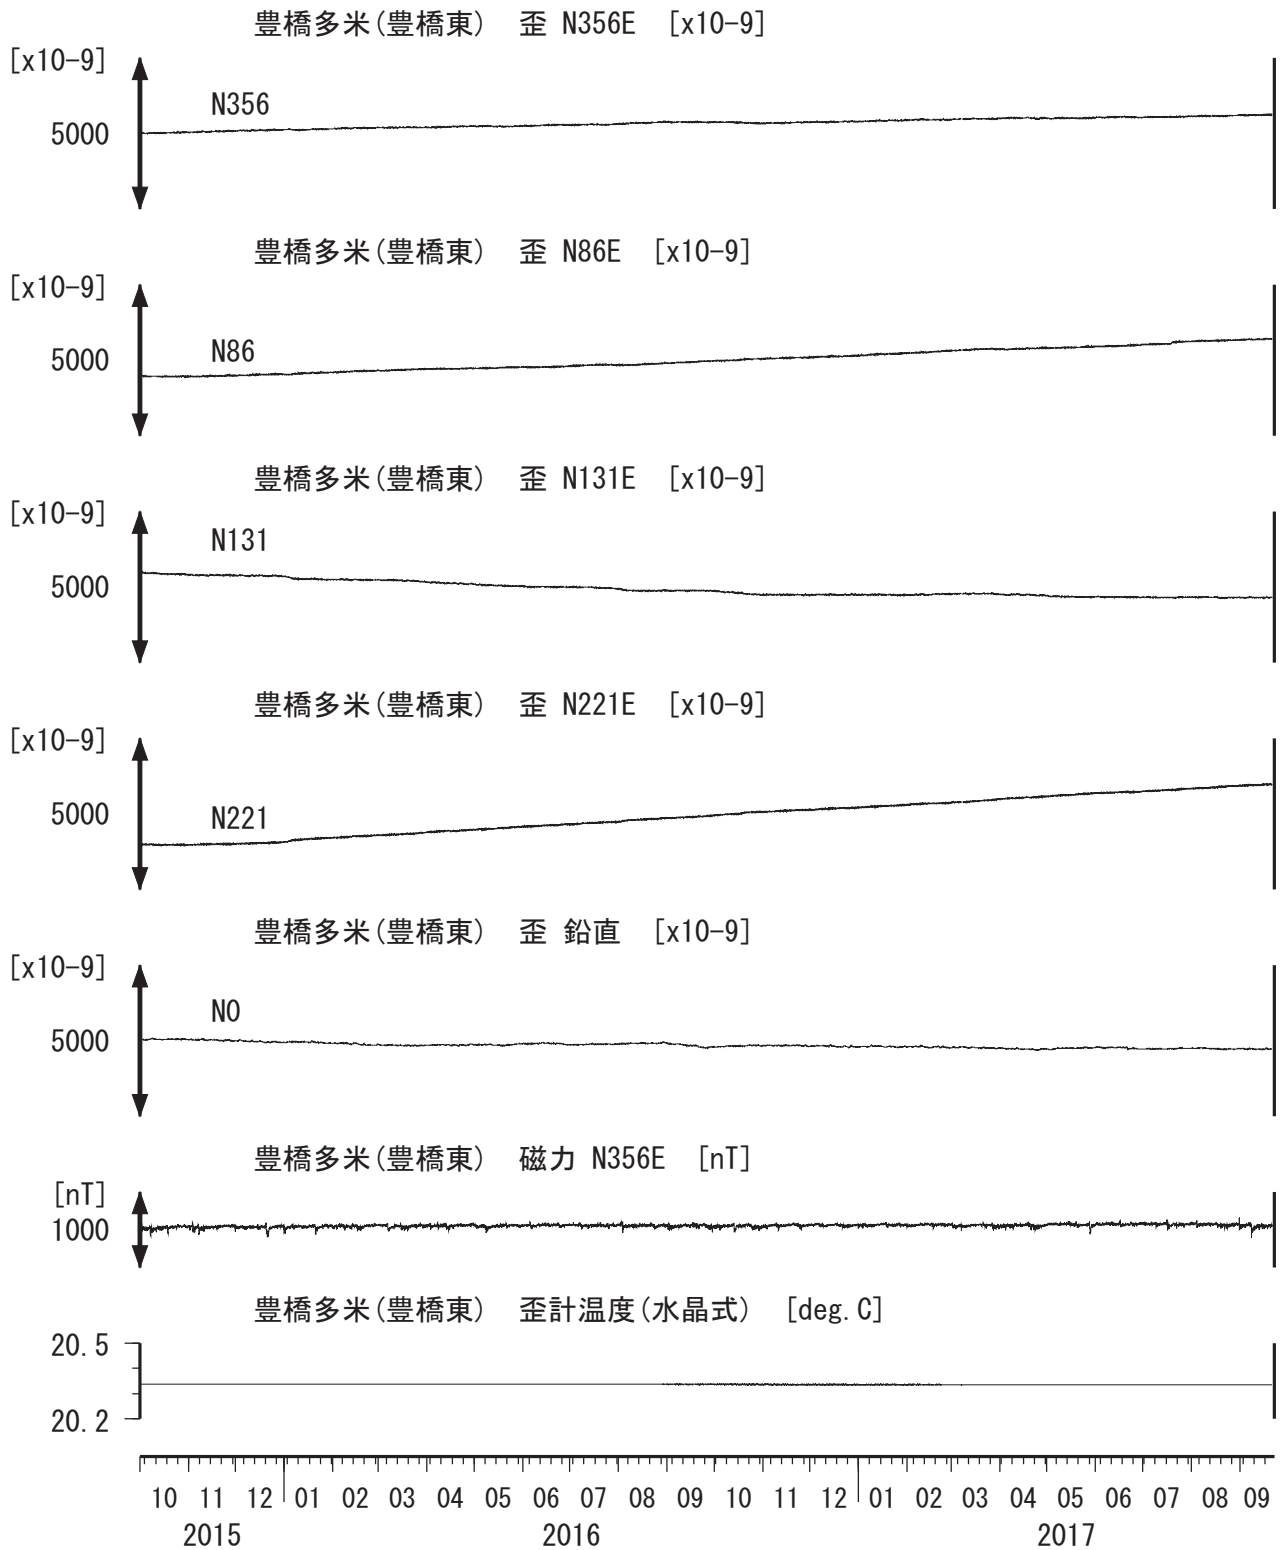 豊橋多米(豊橋東) 歪 N356E [x10-9]
[x10-9]
N356
5000
豊橋多米(豊橋東) 歪 N86E [x10-9]
[x10-9]
N86
5000
豊橋多米(豊橋東) 歪 N131E [x10-9]
[x10-9]
N131
5000
豊橋多米(豊橋東) 歪 N221E [x10-9]
[x10-9]
5000
N221
豊橋多米(豊橋東) 歪 鉛直 [x10-9]
[x10-9]
N0
5000
豊橋多米(豊橋東) 磁力 N356E [nT]
[nT]
1000
豊橋多米(豊橋東) 歪計温度(水晶式) [deg.C]
20.5
20.2
10 11 12 01 02 03 04 05 06 07 08 09 10 11 12 01 02 03 04 05 06 07 08 09
2015 2016 2017